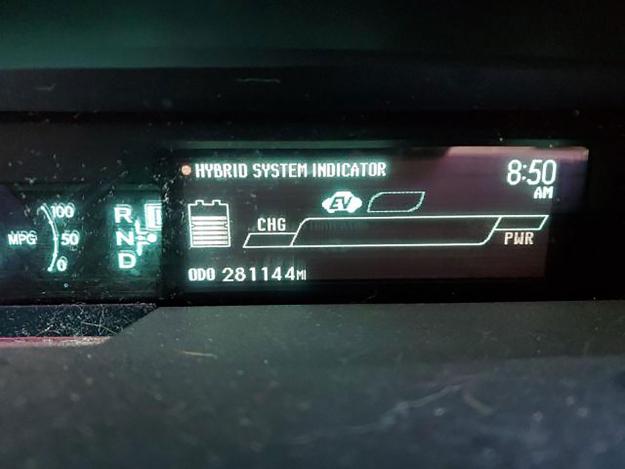 HYBRID SYSTEM INDICATOR
8:50
AM
EV
CHG
PWR
ODO 281144MI
MPG
100
50
0
R
N
D